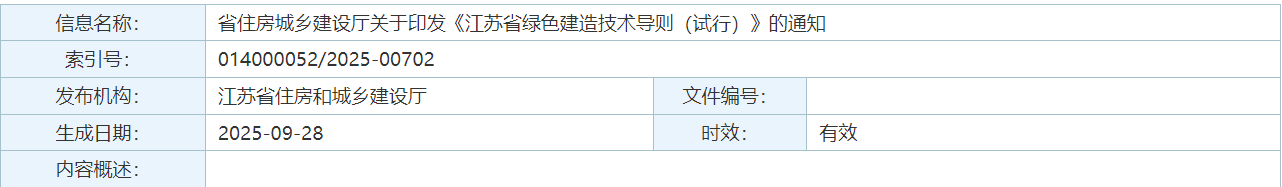 信息名称： 省住房城乡建设厅关于印发《江苏省绿色建造技术导则（试行）》的通知
索引号： 014000052/2025-00702
发布机构： 江苏省住房和城乡建设厅 文件编号：
生成日期： 2025-09-28 时效： 有效
内容概述：